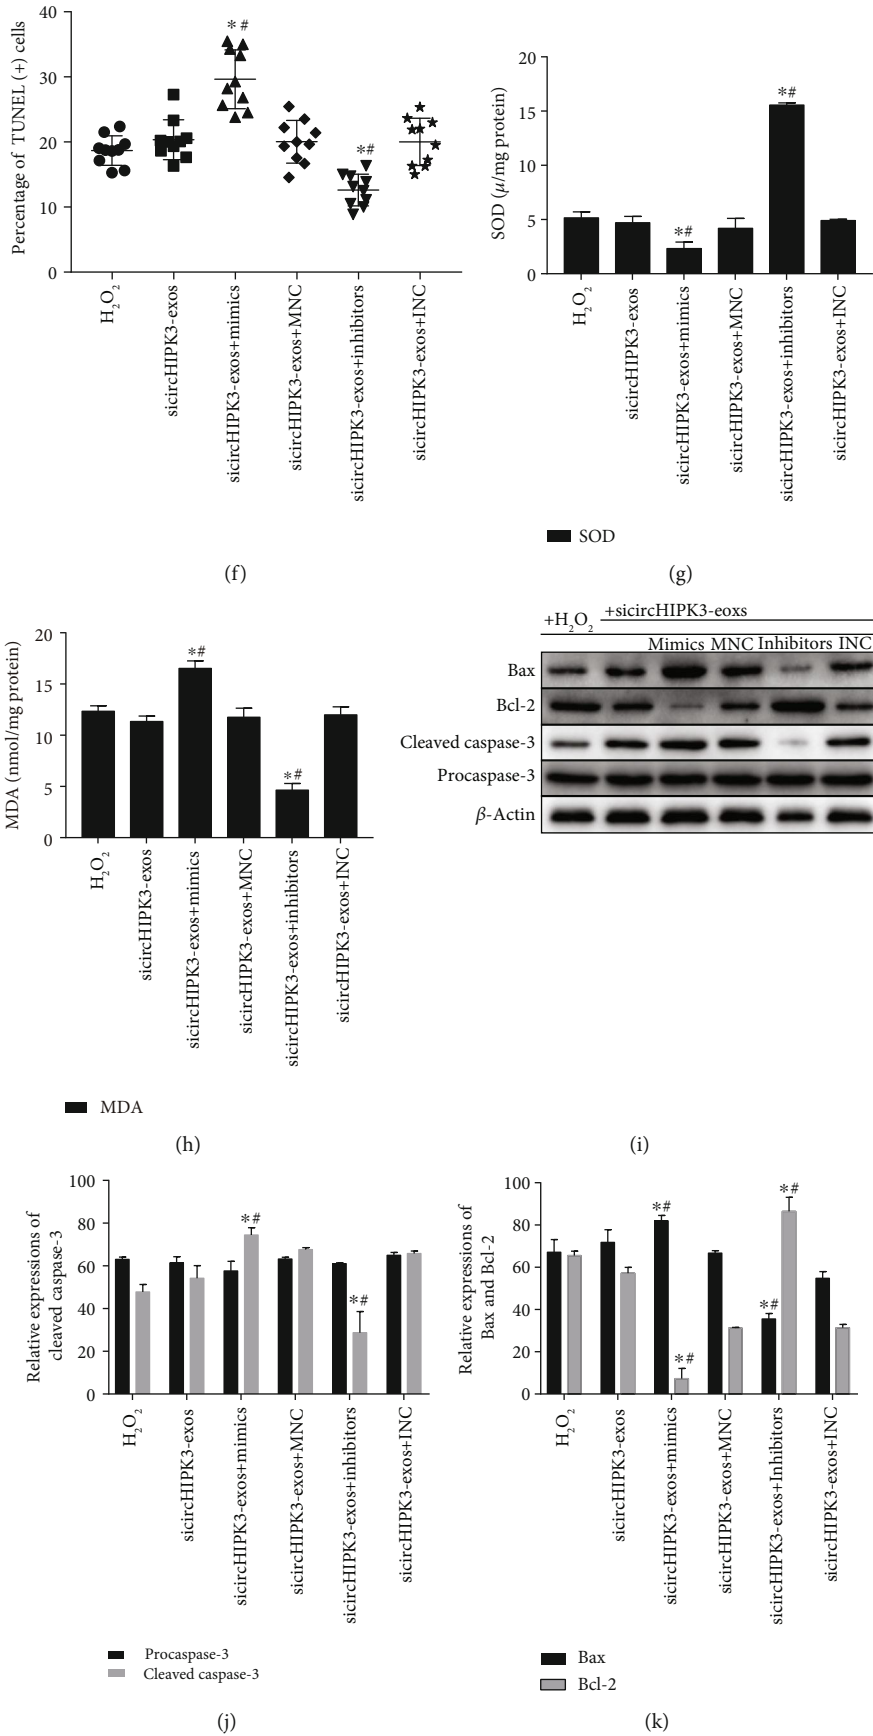 40
30
20
10
0
Percentage of TUNEL (+) cells
*#
*#
H₂O₂
sicircHIPK3-exos
sicircHIPK3-exos+mimics
sicircHIPK3-exos+MNC
sicircHIPK3-exos+inhibitors
sicircHIPK3-exos+INC
(f)
20
15
10
5
0
SOD (μ/mg protein)
*#
*#
H₂O₂
sicircHIPK3-exos
sicircHIPK3-exos+mimics
sicircHIPK3-exos+MNC
sicircHIPK3-exos+inhibitors
sicircHIPK3-exos+INC
SOD
(g)
20
15
10
5
0
MDA (nmol/mg protein)
*#
*#
H₂O₂
sicircHIPK3-exos
sicircHIPK3-exos+mimics
sicircHIPK3-exos+MNC
sicircHIPK3-exos+inhibitors
sicircHIPK3-exos+INC
MDA
(h)
+H₂O₂ +sicircHIPK3-eoxs
Mimics MNC Inhibitors INC
Bax
Bcl-2
Cleaved caspase-3
Procaspase-3
β-Actin
(i)
100
80
60
40
20
0
Relative expressions of
cleaved caspase-3
*#
*#
H₂O₂
sicircHIPK3-exos
sicircHIPK3-exos+mimics
sicircHIPK3-exos+MNC
sicircHIPK3-exos+inhibitors
sicircHIPK3-exos+INC
Procaspase-3
Cleaved caspase-3
(j)
100
80
60
40
20
0
Relative expressions of
Bax and Bcl-2
*#
*#
*#
*#
H₂O₂
sicircHIPK3-exos
sicircHIPK3-exos+mimics
sicircHIPK3-exos+MNC
sicircHIPK3-exos+Inhibitors
sicircHIPK3-exos+INC
Bax
Bcl-2
(k)